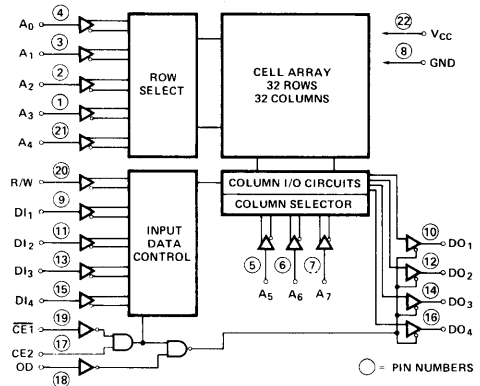 ④ A0
③ A1
② A2
① A3
㉑ A4
ROW
SELECT
CELL ARRAY
32 ROWS
32 COLUMNS
㉒ VCC
⑧ GND
⑳ R/W
⑨ DI1
⑪ DI2
⑬ DI3
⑮ DI4
INPUT
DATA
CONTROL
COLUMN I/O CIRCUITS
COLUMN SELECTOR
⑤ ⑥ ⑦
A5 A6 A7
⑩ DO1
⑫ DO2
⑭ DO3
⑯ DO4
⑲ C̅E̅1̅
⑰ CE2
OD ⑱
○ = PIN NUMBERS